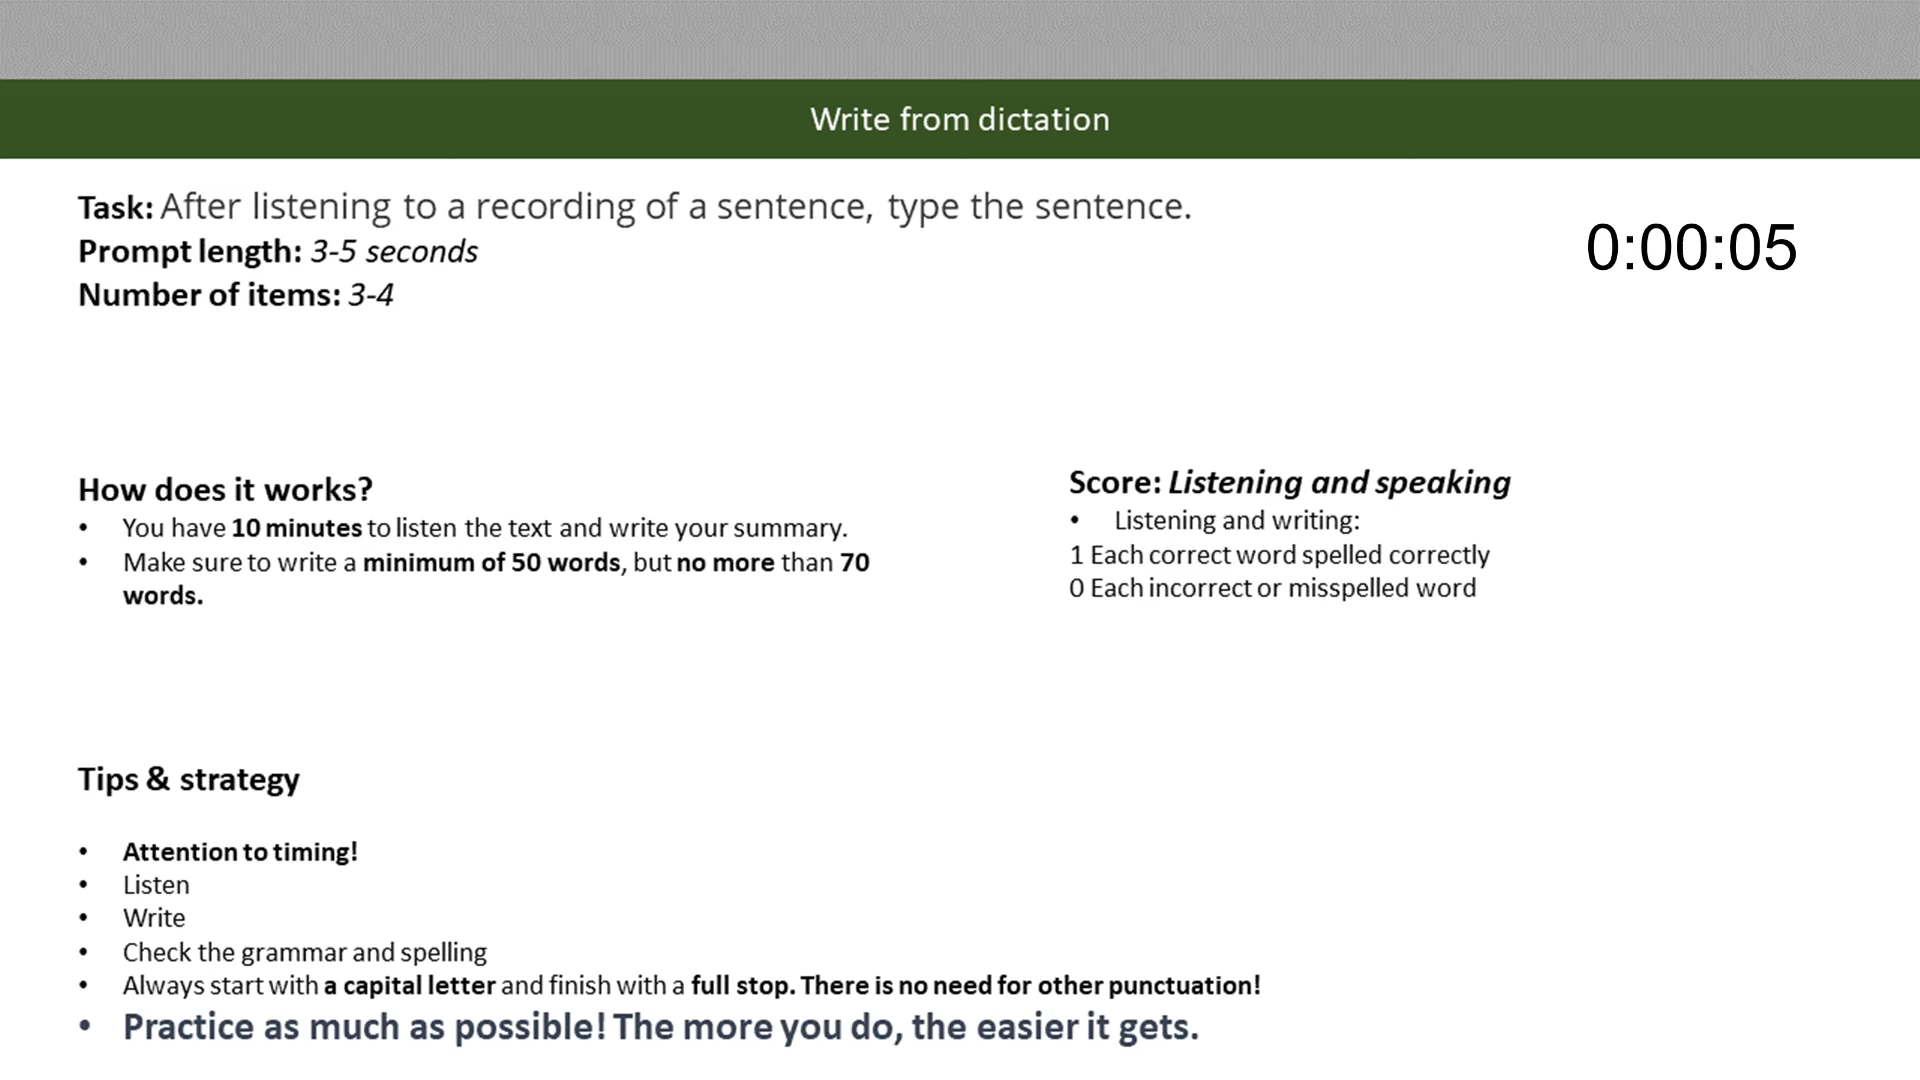 Write from dictation
Task: After listening to a recording of a sentence, type the sentence.
Prompt length: 3-5 seconds
Number of items: 3-4
0:00:05
How does it works?
• You have 10 minutes to listen the text and write your summary.
• Make sure to write a minimum of 50 words, but no more than 70
words.
Score: Listening and speaking
• Listening and writing:
1 Each correct word spelled correctly
0 Each incorrect or misspelled word
Tips & strategy
• Attention to timing!
• Listen
• Write
• Check the grammar and spelling
• Always start with a capital letter and finish with a full stop. There is no need for other punctuation!
• Practice as much as possible! The more you do, the easier it gets.